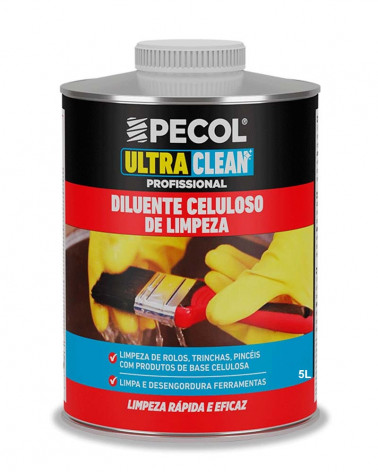 PECOL
ULTRA CLEAN
PROFISSIONAL
DILUENTE CELULOSO
DE LIMPEZA
LIMPEZA DE ROLOS, TRINCHAS, PINCÉIS
COM PRODUTOS DE BASE CELULOSA
LIMPA E DESENGORDURA FERRAMENTAS
5L
LIMPEZA RÁPIDA E EFICAZ